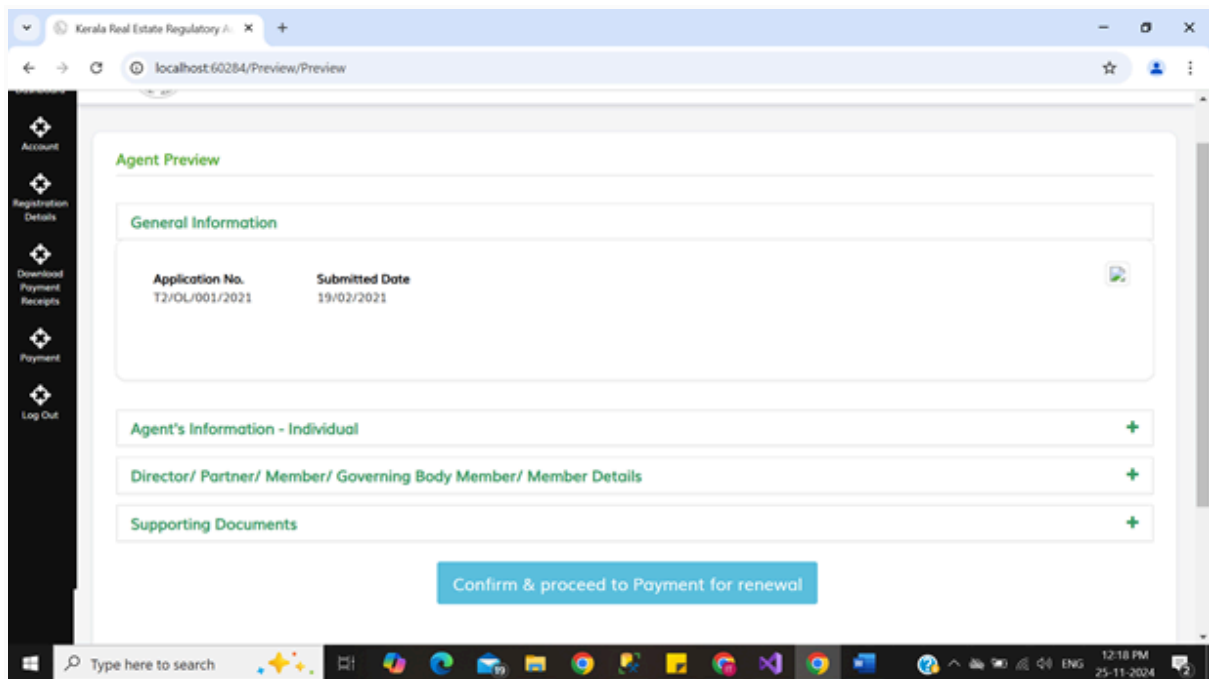 Kerala Real Estate Regulatory A
localhost:60284/Preview/Preview
Account
Registration
Details
Download
Payment
Receipts
Payment
Log Out
Agent Preview
General Information
Application No.
T2/OL/001/2021
Submitted Date
19/02/2021
Agent's Information - Individual
Director/ Partner/ Member/ Governing Body Member/ Member Details
Supporting Documents
Confirm & proceed to Payment for renewal
Type here to search
19
ENG
12:18 PM
25-11-2024
2